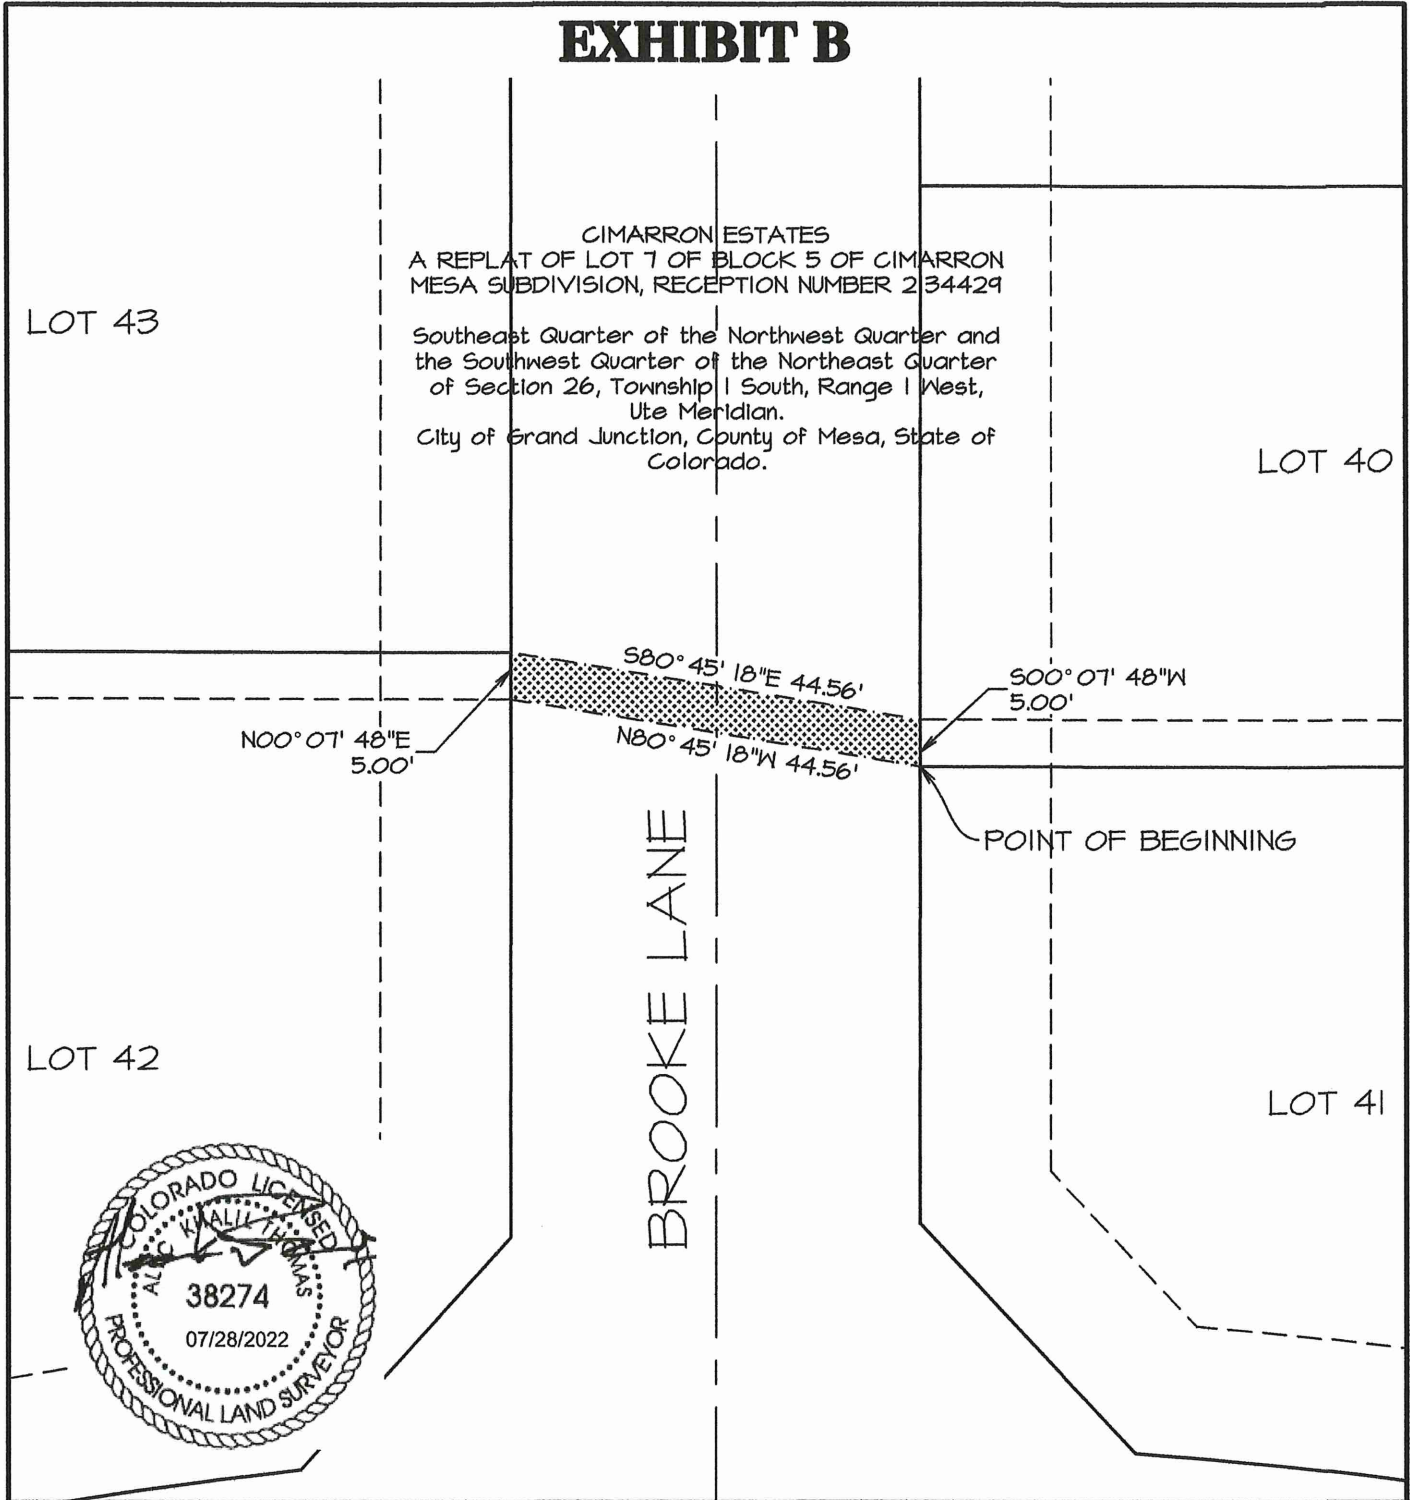 EXHIBIT B
CIMARRON ESTATES
A REPLAT OF LOT 7 OF BLOCK 5 OF CIMARRON
MESA SUBDIVISION, RECEPTION NUMBER 2134429
Southeast Quarter of the Northwest Quarter and
the Southwest Quarter of the Northeast Quarter
of Section 26, Township 1 South, Range 1 West,
Ute Meridian.
City of Grand Junction, County of Mesa, State of
Colorado.
LOT 43
LOT 40
S80°45'18"E 44.56'
S00°07'48"W
5.00'
N00°07'48"E
5.00'
N80°45'18"W 44.56'
POINT OF BEGINNING
BROOKE LANE
LOT 42
LOT 41
COLORADO LICENSED
ALEC KHALIL THOMAS
38274
07/28/2022
PROFESSIONAL LAND SURVEYOR